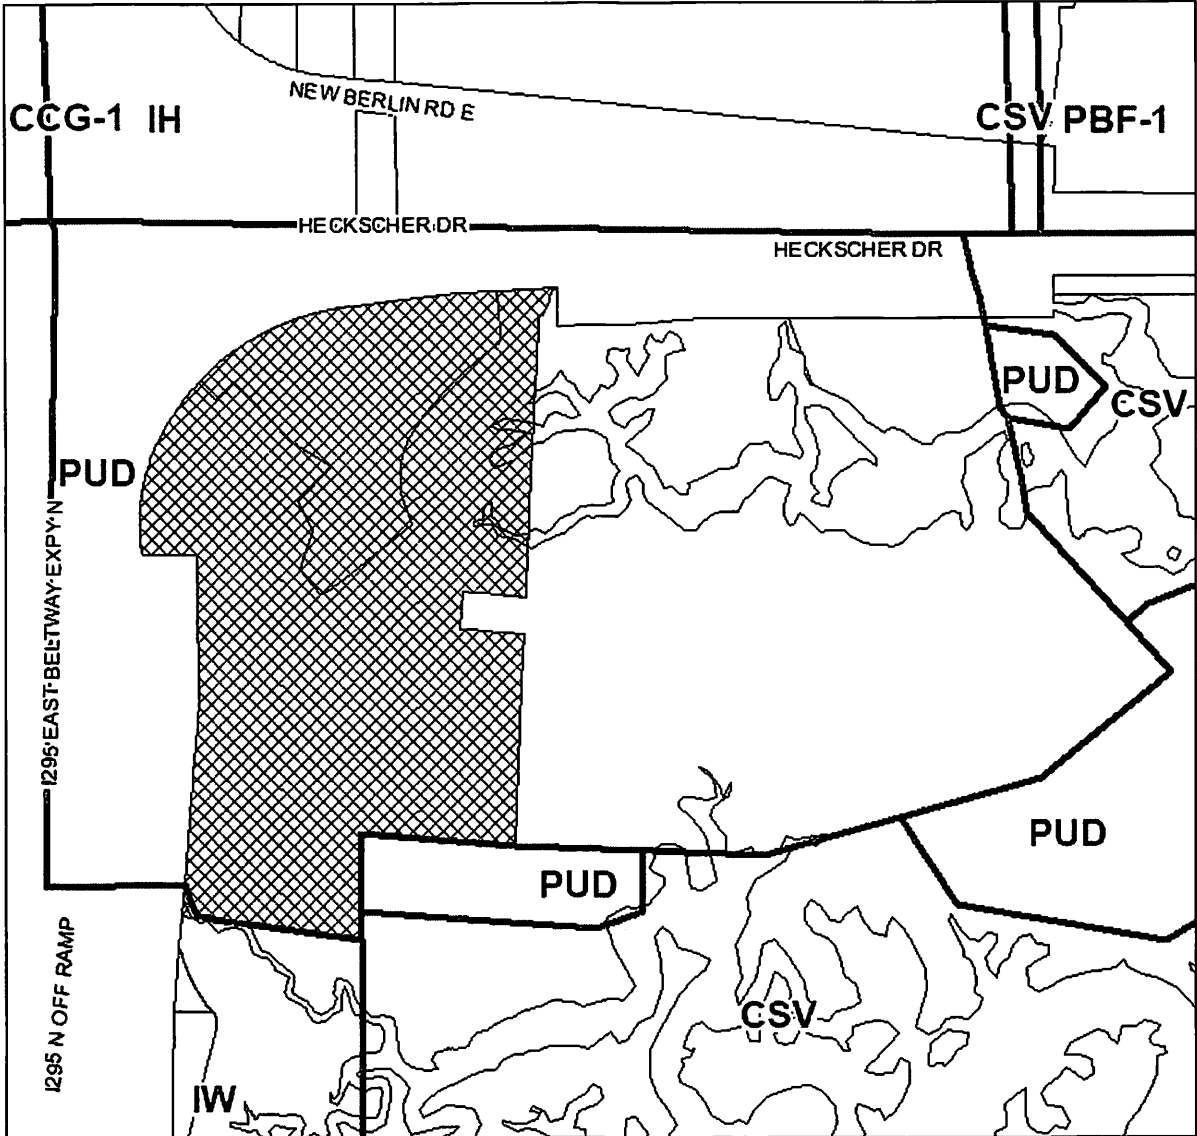 NEW BERLIN RD E
CCG-1 IH
CSV PBF-1
HECKSCHER DR
HECKSCHER DR
PUD
CSV
PUD
I295 EAST BELTWAY EXPY N
PUD
PUD
I295 N OFF RAMP
CSV
IW